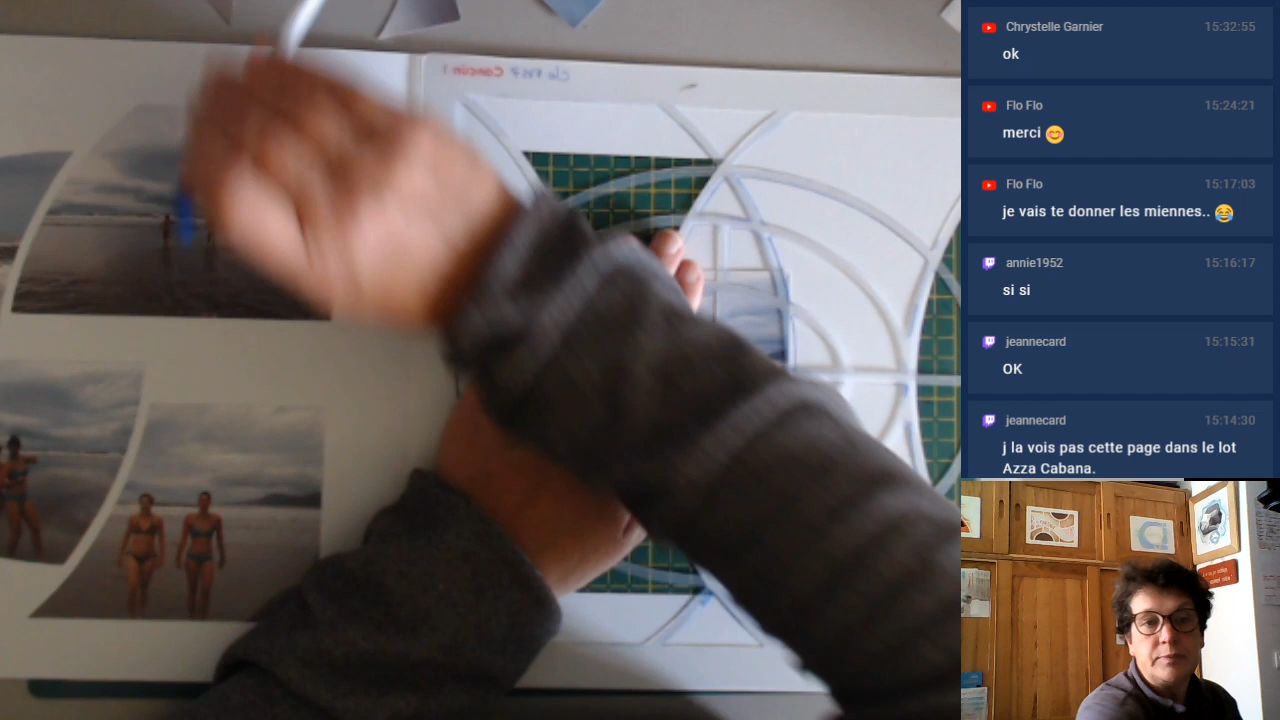 Chrystelle Garnier 15:32:55
ok
Flo Flo 15:24:21
merci 😊
Flo Flo 15:17:03
je vais te donner les miennes.. 😂
annie1952 15:16:17
si si
jeannecard 15:15:31
OK
jeannecard 15:14:30
j la vois pas cette page dans le lot
Azza Cabana.